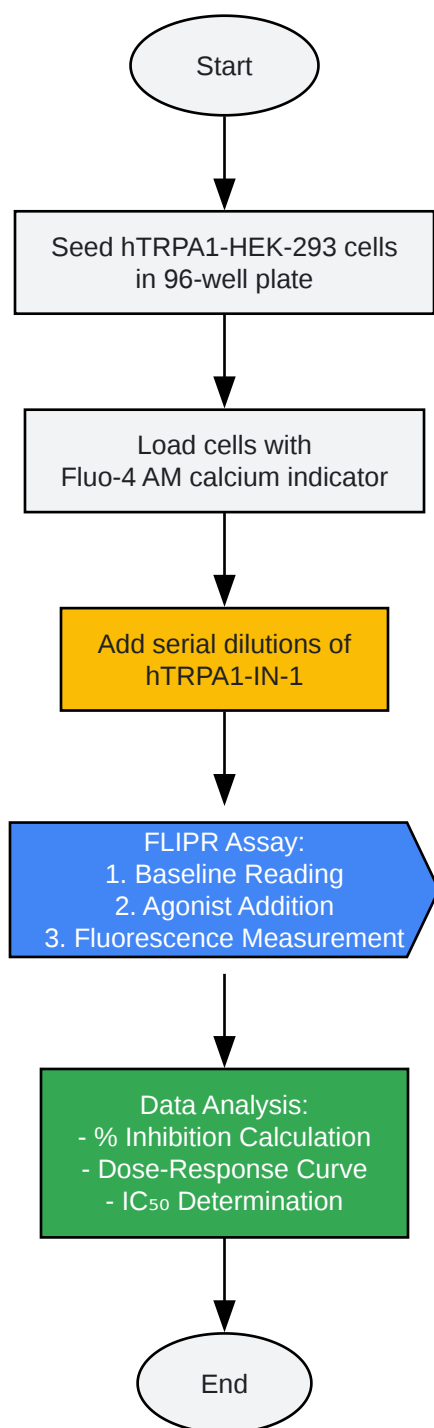 Start
Seed hTRPA1-HEK-293 cells
in 96-well plate
Load cells with
Fluo-4 AM calcium indicator
Add serial dilutions of
hTRPA1-IN-1
FLIPR Assay:
1. Baseline Reading
2. Agonist Addition
3. Fluorescence Measurement
Data Analysis:
- % Inhibition Calculation
- Dose-Response Curve
- IC₅₀ Determination
End